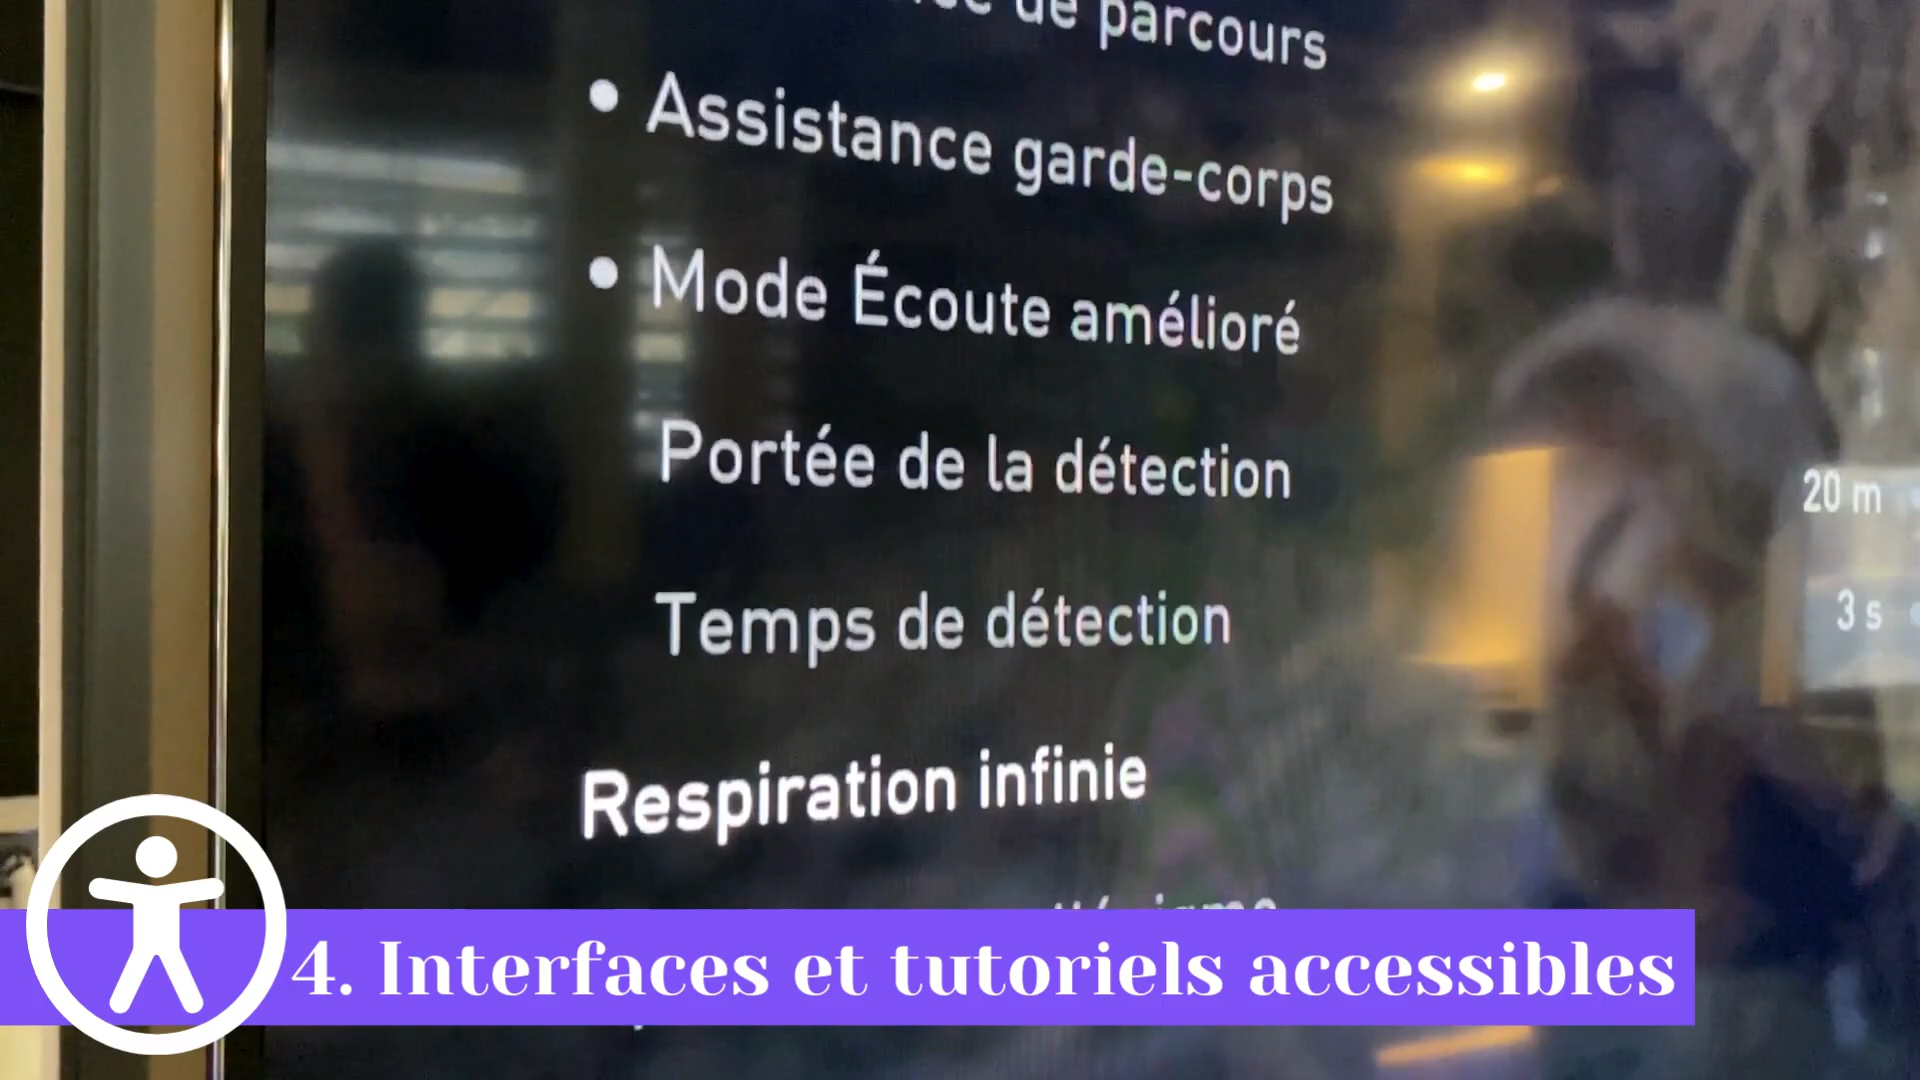 de parcours
• Assistance garde-corps
• Mode Écoute amélioré
Portée de la détection
20 m
Temps de détection
3 s
Respiration infinie
4. Interfaces et tutoriels accessibles